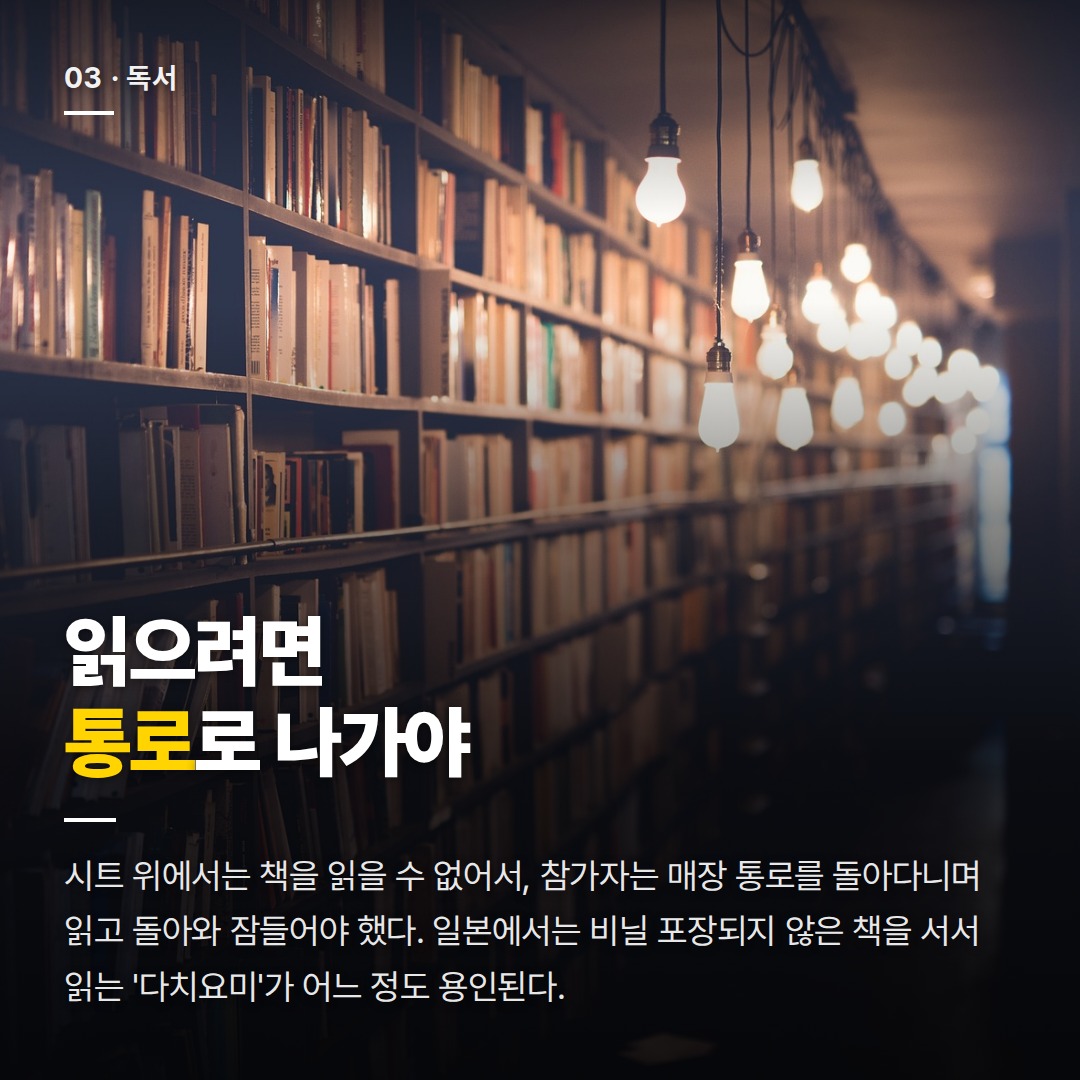 03 · 독서
읽으려면
통로로 나가야
시트 위에서는 책을 읽을 수 없어서, 참가자는 매장 통로를 돌아다니며
읽고 돌아와 잠들어야 했다. 일본에서는 비닐 포장되지 않은 책을 서서
읽는 '다치요미'가 어느 정도 용인된다.